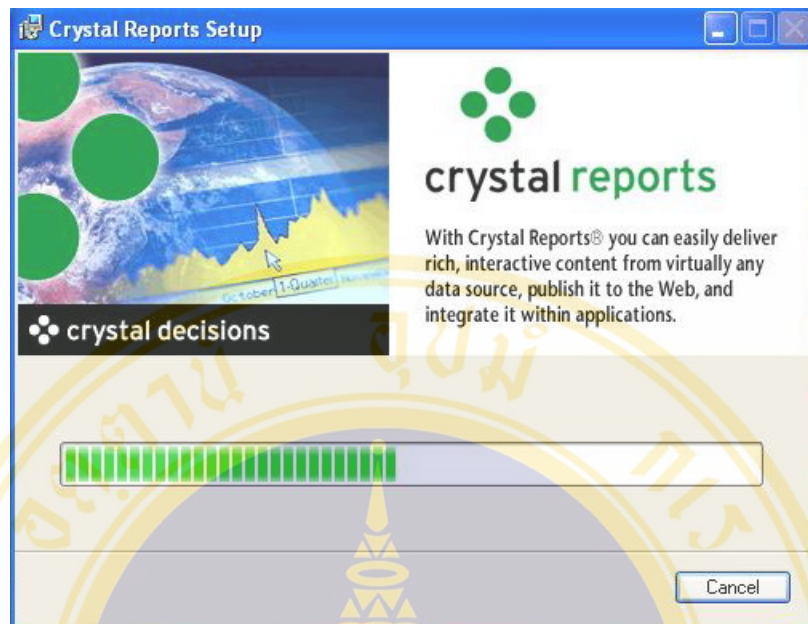 Crystal Reports Setup
crystal reports
With Crystal Reports® you can easily deliver
rich, interactive content from virtually any
data source, publish it to the Web, and
integrate it within applications.
October 1-Quarter
crystal decisions
Cancel